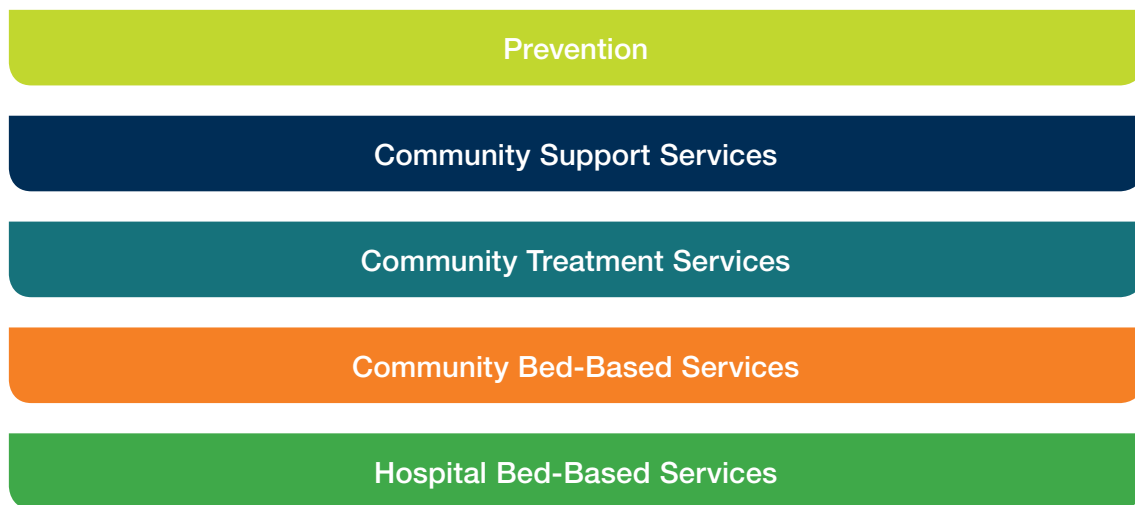 Prevention
Community Support Services
Community Treatment Services
Community Bed-Based Services
Hospital Bed-Based Services